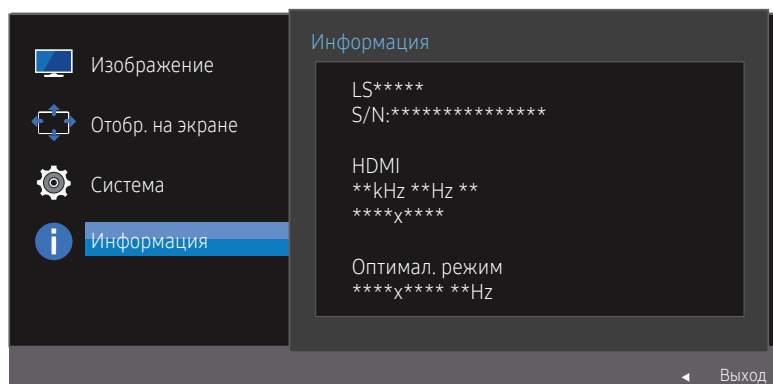 Изображение
Отобр. на экране
Система
Информация
Информация
LS*****
S/N:***************
HDMI
**kHz **Hz **
****x****
Оптимал. режим
****x**** **Hz
Выход